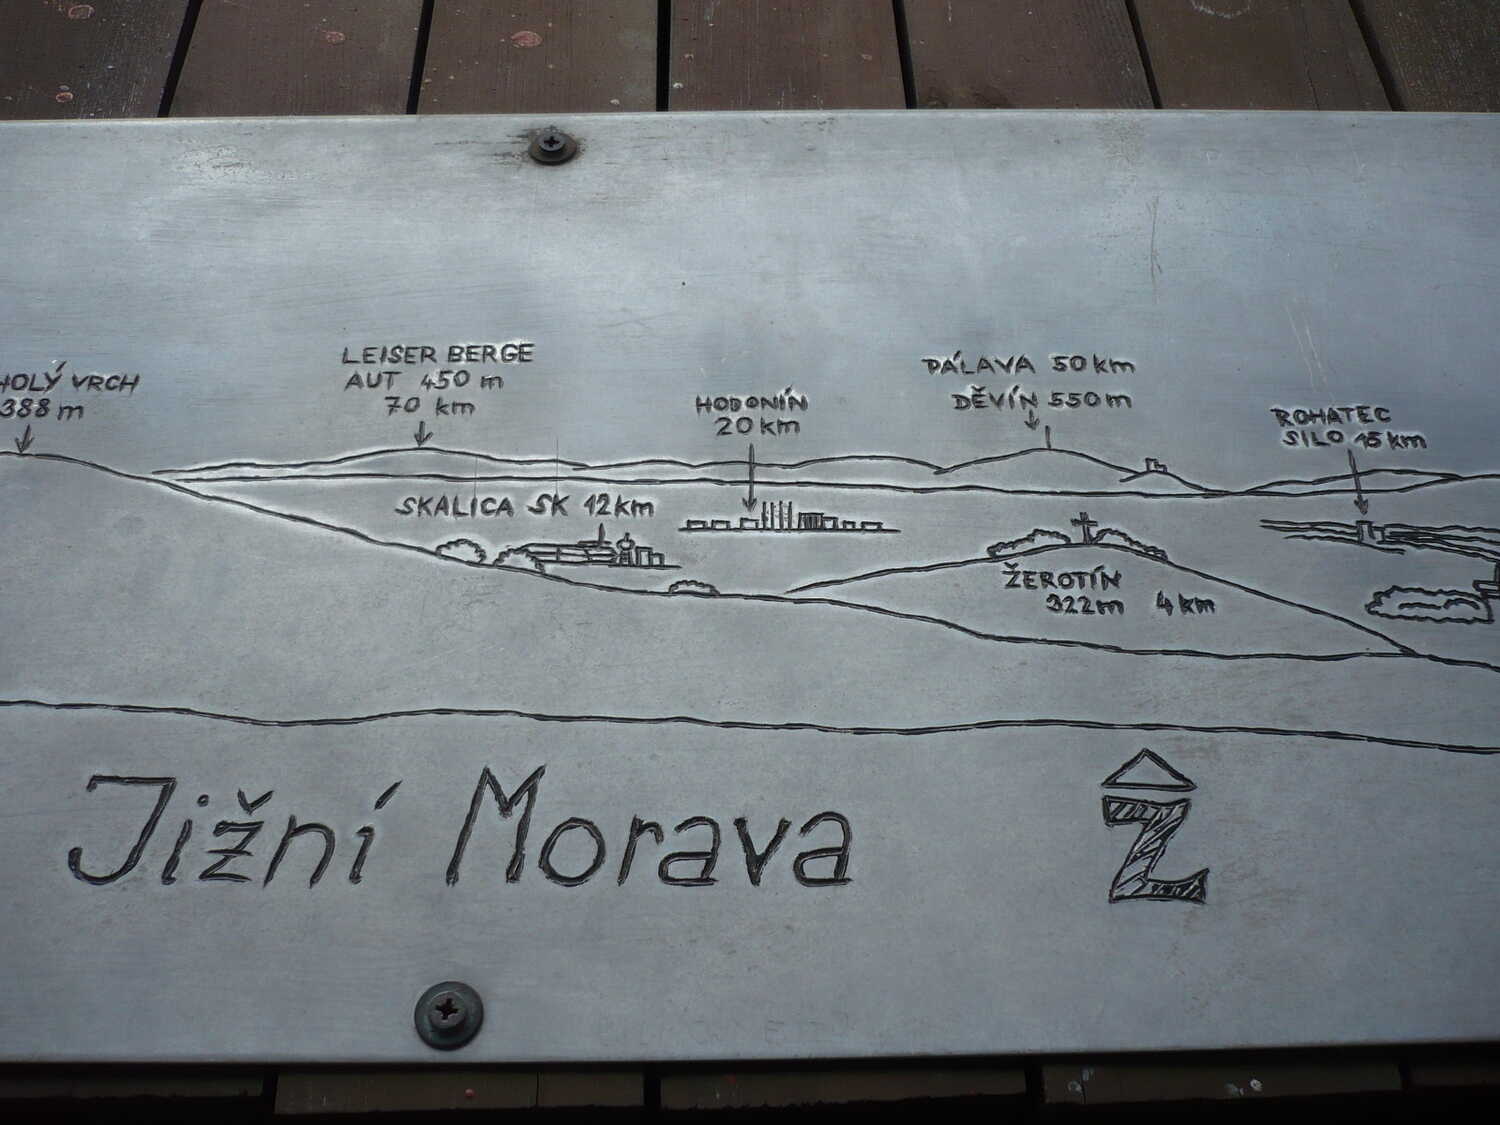 HOLÝ VRCH
388 m
LEISER BERGE
AUT 450 m
70 km
HODONÍN
20 km
PÁLAVA 50 km
DĚVÍN 550 m
ROHATEC
SILO 15 km
SKALICA SK 12 km
ŽEROTÍN
322 m 4 km
Jižní Morava
Ž